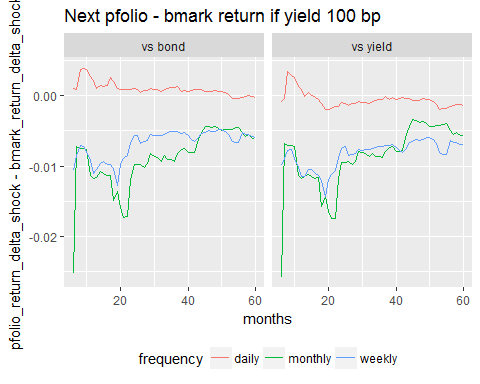 Next pfolio - bmark return if yield 100 bp
vs bond
vs yield
pfolio_return_delta_shock - bmark_return_delta_shock
0.00
-0.01
-0.02
20
40
60
20
40
60
months
frequency
daily
monthly
weekly